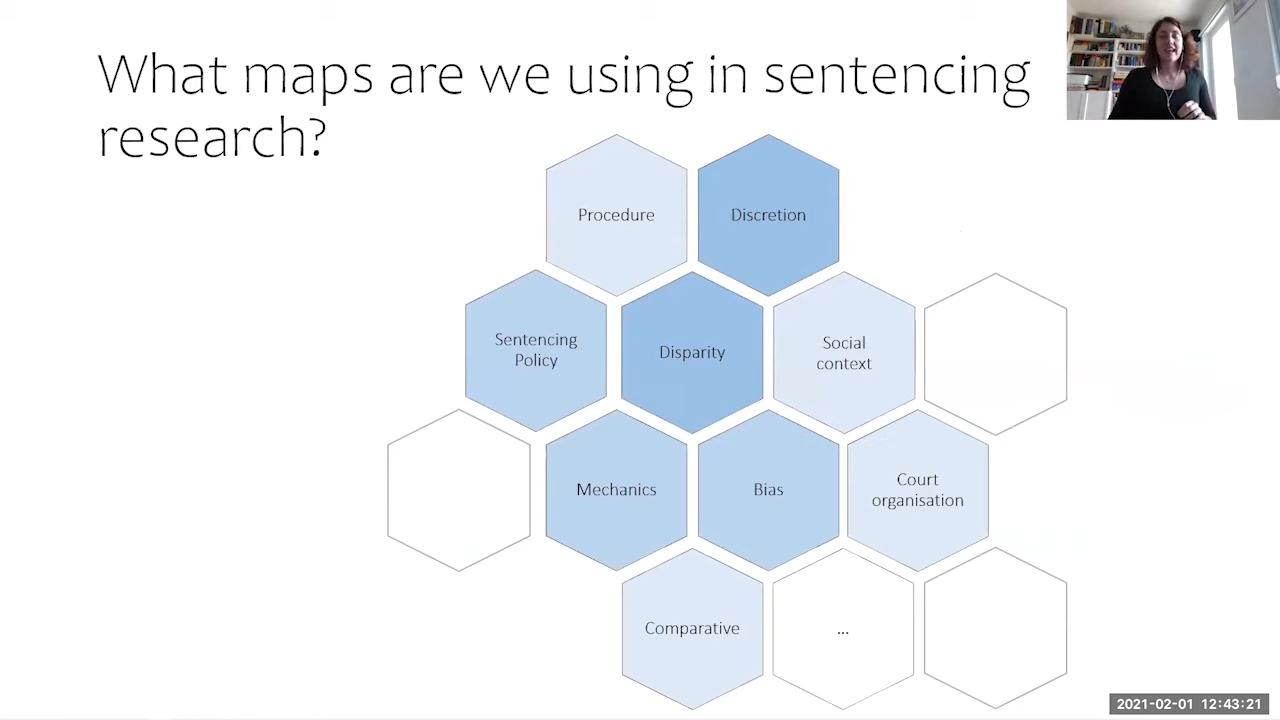 What maps are we using in sentencing
research?
Procedure
Discretion
Sentencing
Policy
Disparity
Social
context
Mechanics
Bias
Court
organisation
Comparative
...
2021-02-01 12:43:21